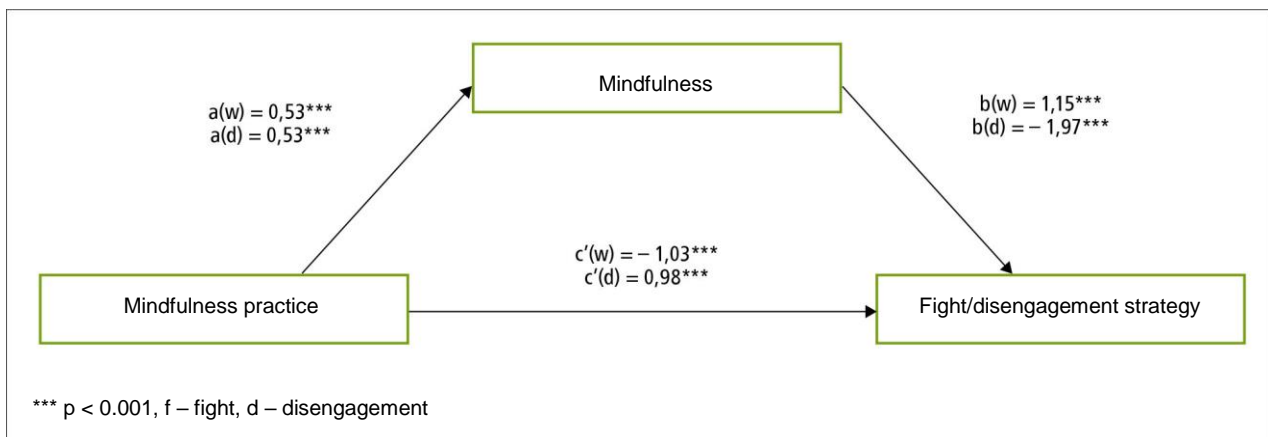 Mindfulness
a(w) = 0,53***
a(d) = 0,53***
b(w) = 1,15***
b(d) = – 1,97***
c’(w) = – 1,03***
c’(d) = 0,98***
Mindfulness practice
Fight/disengagement strategy
*** p < 0.001, f – fight, d – disengagement